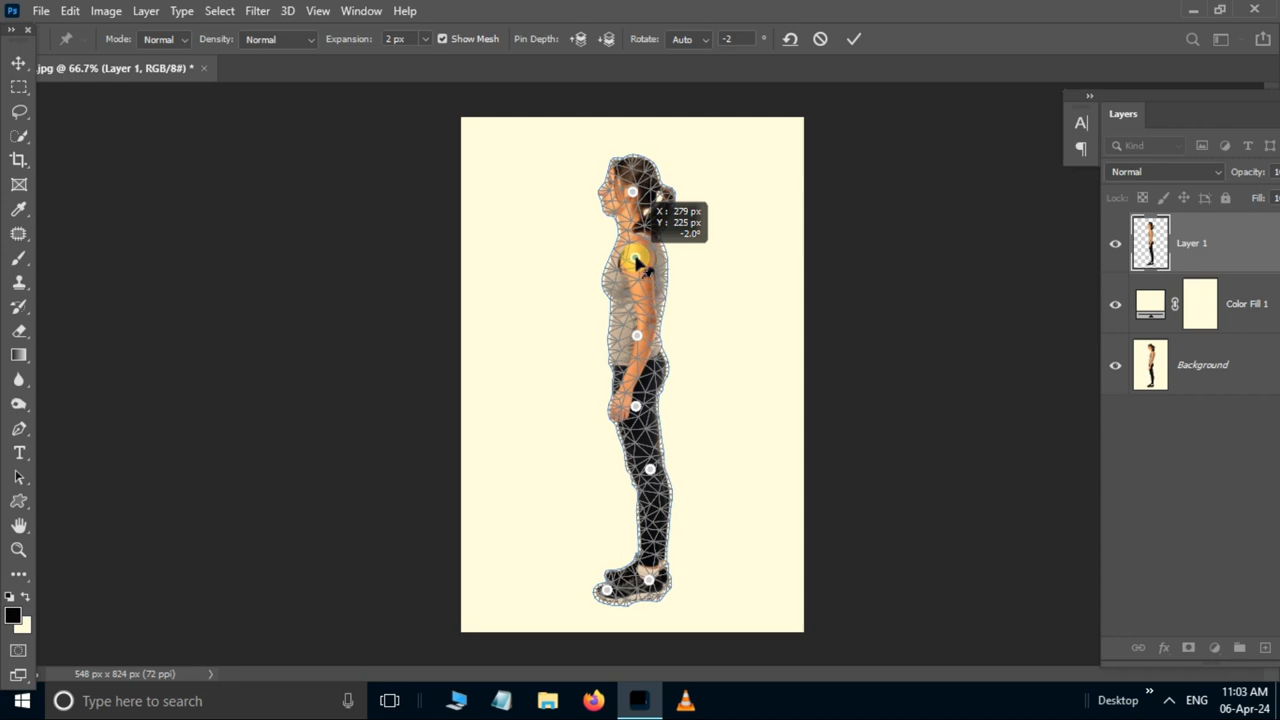 Ps File Edit Image Layer Type Select Filter 3D View Window Help
Mode: Normal Density: Normal Expansion: 2 px Show Mesh Pin Depth: Rotate: Auto -2 °
.jpg @ 66.7% (Layer 1, RGB/8#) * ×
Layers
Kind
Normal Opacity: 10
Lock: Fill: 10
X : 279 px
Y : 225 px
-2.0°
Layer 1
Color Fill 1
Background
548 px x 824 px (72 ppi)
Type here to search
Desktop ENG 11:03 AM
06-Apr-24